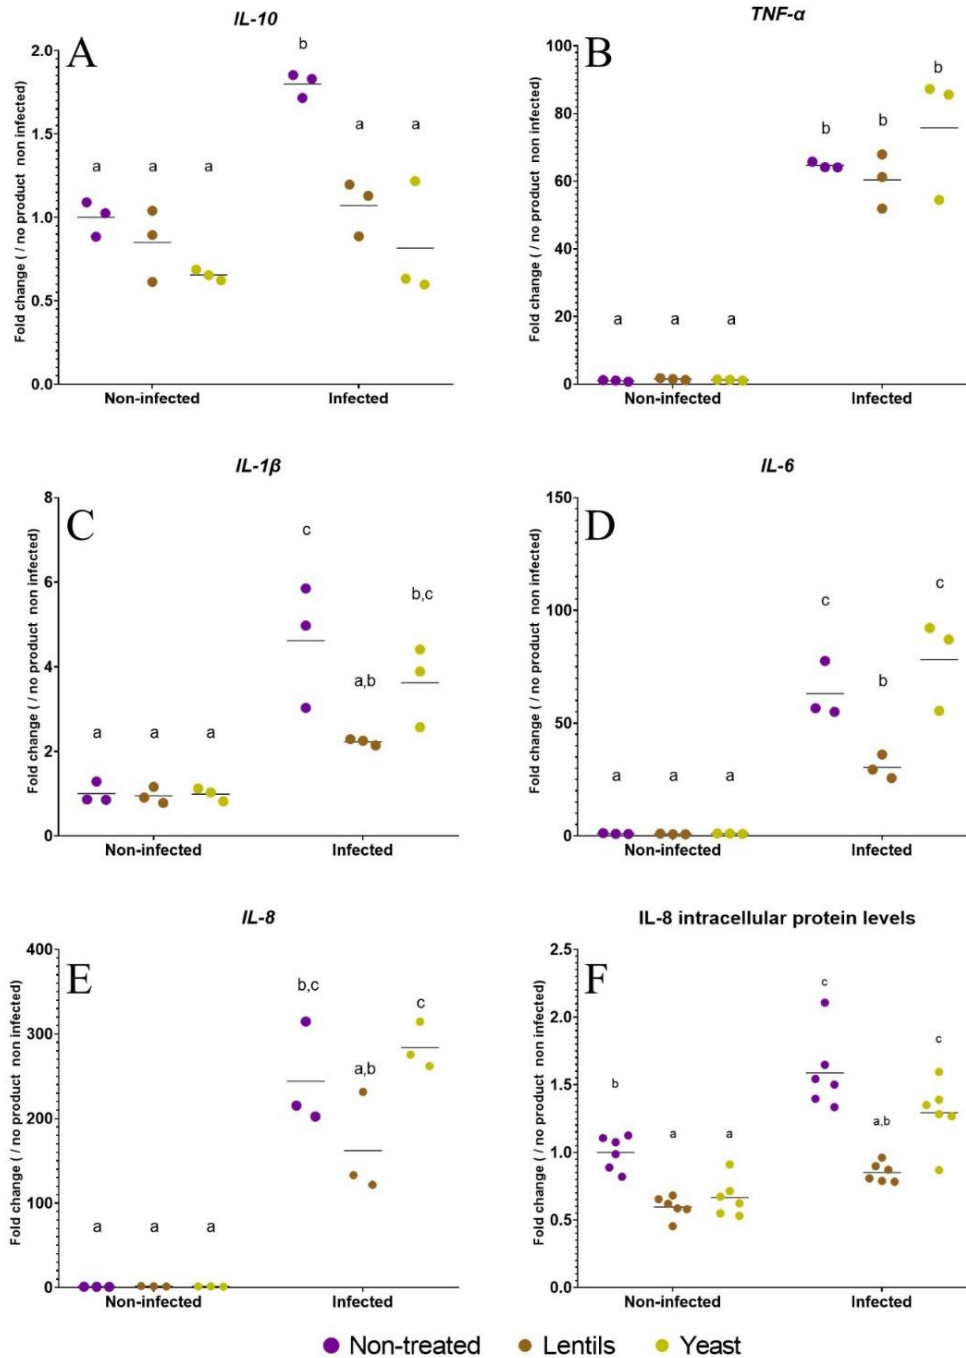 IL-10
A
Fold change ( / no product non infected)
2.0
1.5
1.0
0.5
0.0
a
a
a
b
a
a
Non-infected
Infected
TNF-α
B
Fold change ( / no product non infected)
100
80
60
40
20
0
a
a
a
b
b
b
Non-infected
Infected
IL-1β
C
Fold change ( / no product non infected)
8
6
4
2
0
a
a
a
c
a,b
b,c
Non-infected
Infected
IL-6
D
Fold change ( / no product non infected)
150
100
50
0
a
a
a
c
b
c
Non-infected
Infected
IL-8
E
Fold change ( / no product non infected)
400
300
200
100
0
a
a
a
b,c
a,b
c
Non-infected
Infected
IL-8 intracellular protein levels
F
Fold change ( / no product non infected)
2.5
2.0
1.5
1.0
0.5
0.0
b
a
a
c
a,b
c
Non-infected
Infected
Non-treated
Lentils
Yeast